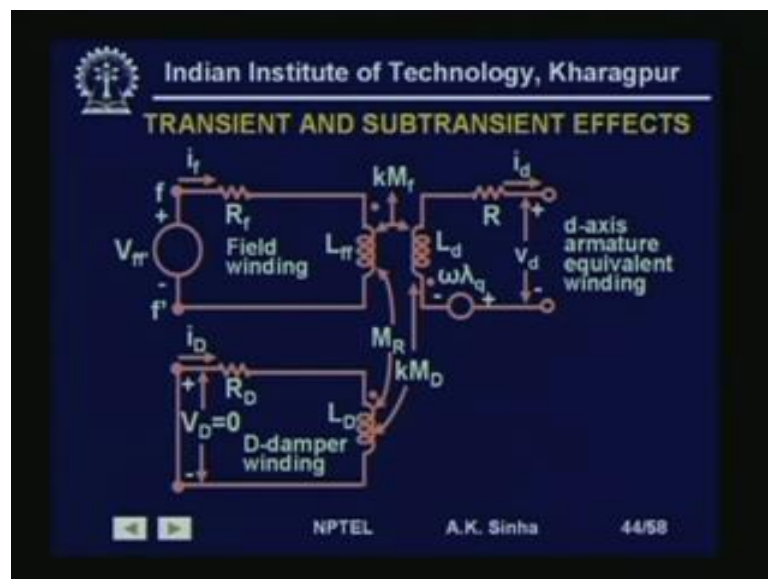 Indian Institute of Technology, Kharagpur
TRANSIENT AND SUBTRANSIENT EFFECTS
i_f
kM_f
i_d
f
+
R_f
R
+
V_ff'
Field
winding
L_ff
L_d
v_d
d-axis
armature
equivalent
winding
-
ωλ_q
- +
-
f'
i_D
M_R
kM_D
+
R_D
V_D=0
L_D
D-damper
winding
-
NPTEL A.K. Sinha 44/58